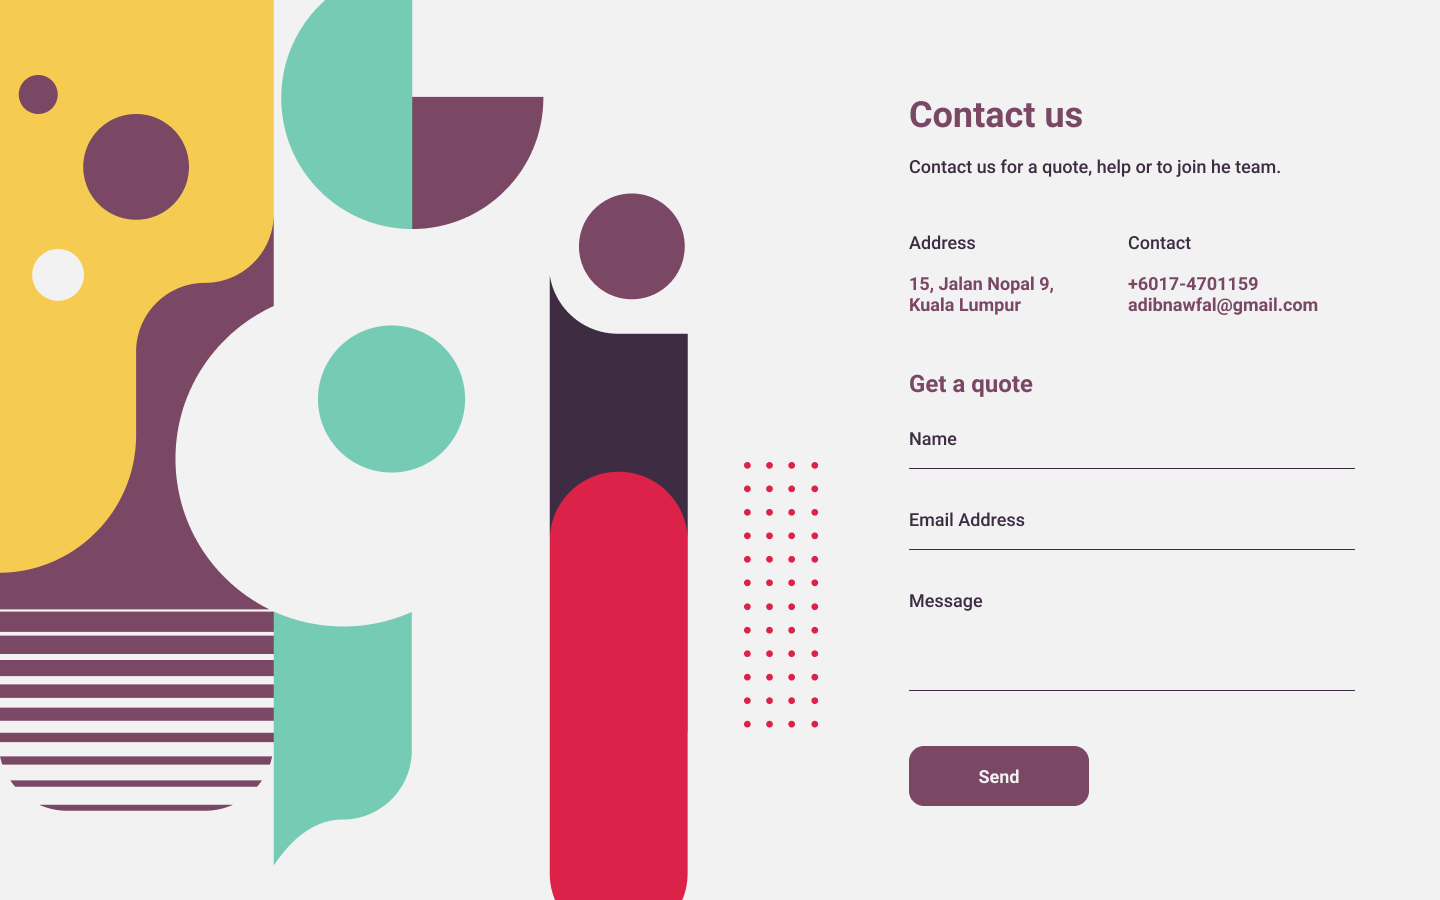 Contact us
Contact us for a quote, help or to join he team.
Address
15, Jalan Nopal 9,
Kuala Lumpur
Contact
+6017-4701159
adibnawfal@gmail.com
Get a quote
Name
Email Address
Message
Send